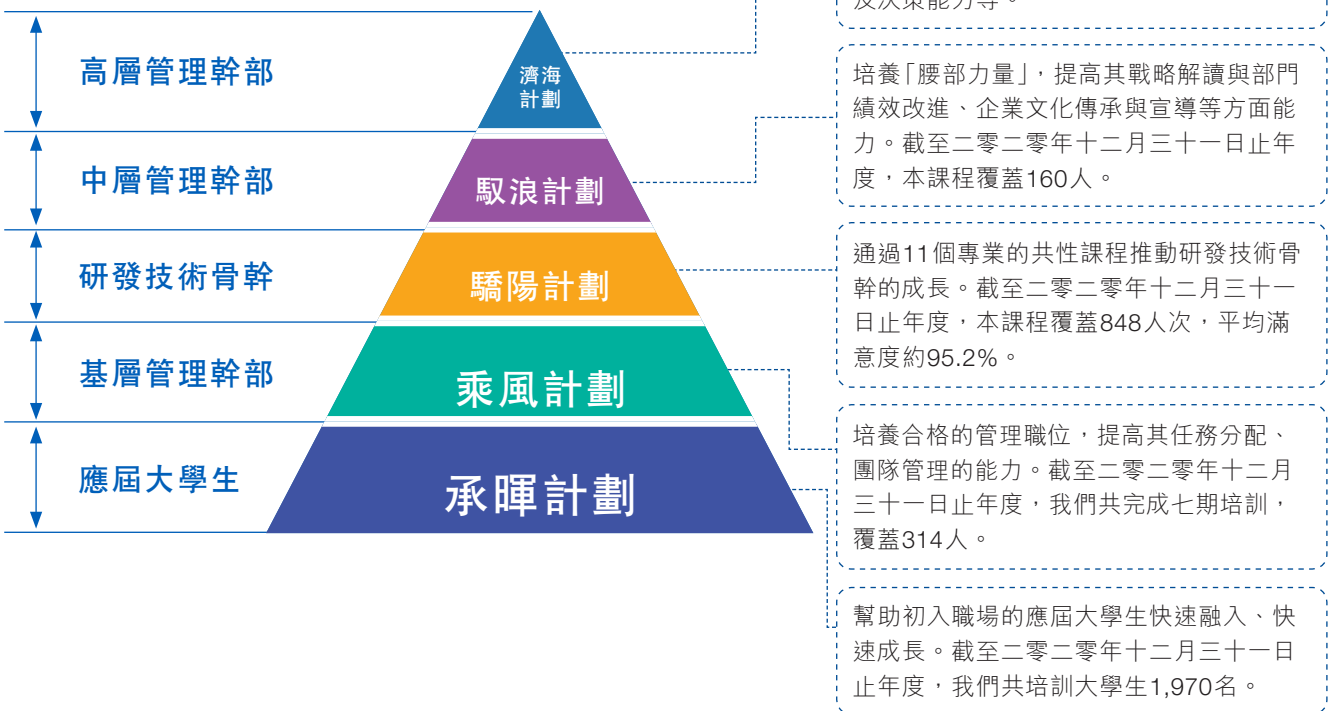 及決策能力等。
高層管理幹部
濟海
計劃
培養「腰部力量」，提高其戰略解讀與部門
績效改進、企業文化傳承與宣導等方面能
力。截至二零二零年十二月三十一日止年
度，本課程覆蓋160人。
中層管理幹部
馭浪計劃
通過11個專業的共性課程推動研發技術骨
幹的成長。截至二零二零年十二月三十一
日止年度，本課程覆蓋848人次，平均滿
意度約95.2%。
研發技術骨幹
驕陽計劃
基層管理幹部
乘風計劃
培養合格的管理職位，提高其任務分配、
團隊管理的能力。截至二零二零年十二月
三十一日止年度，我們共完成七期培訓，
覆蓋314人。
應屆大學生
承暉計劃
幫助初入職場的應屆大學生快速融入、快
速成長。截至二零二零年十二月三十一日
止年度，我們共培訓大學生1,970名。